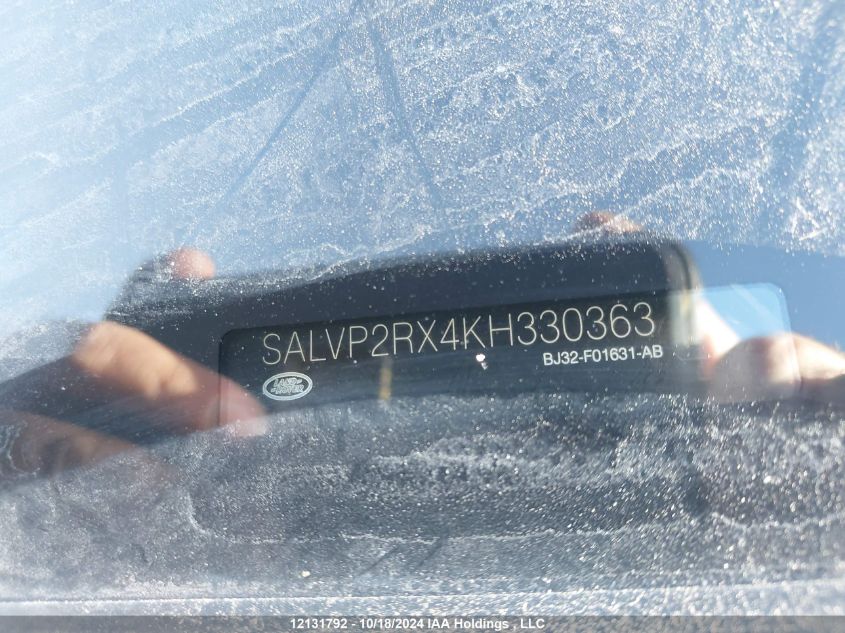 SALVP2RX4KH330363
BJ32-F01631-AB
LAND
ROVER
12131792 - 10/18/2024 IAA Holdings , LLC